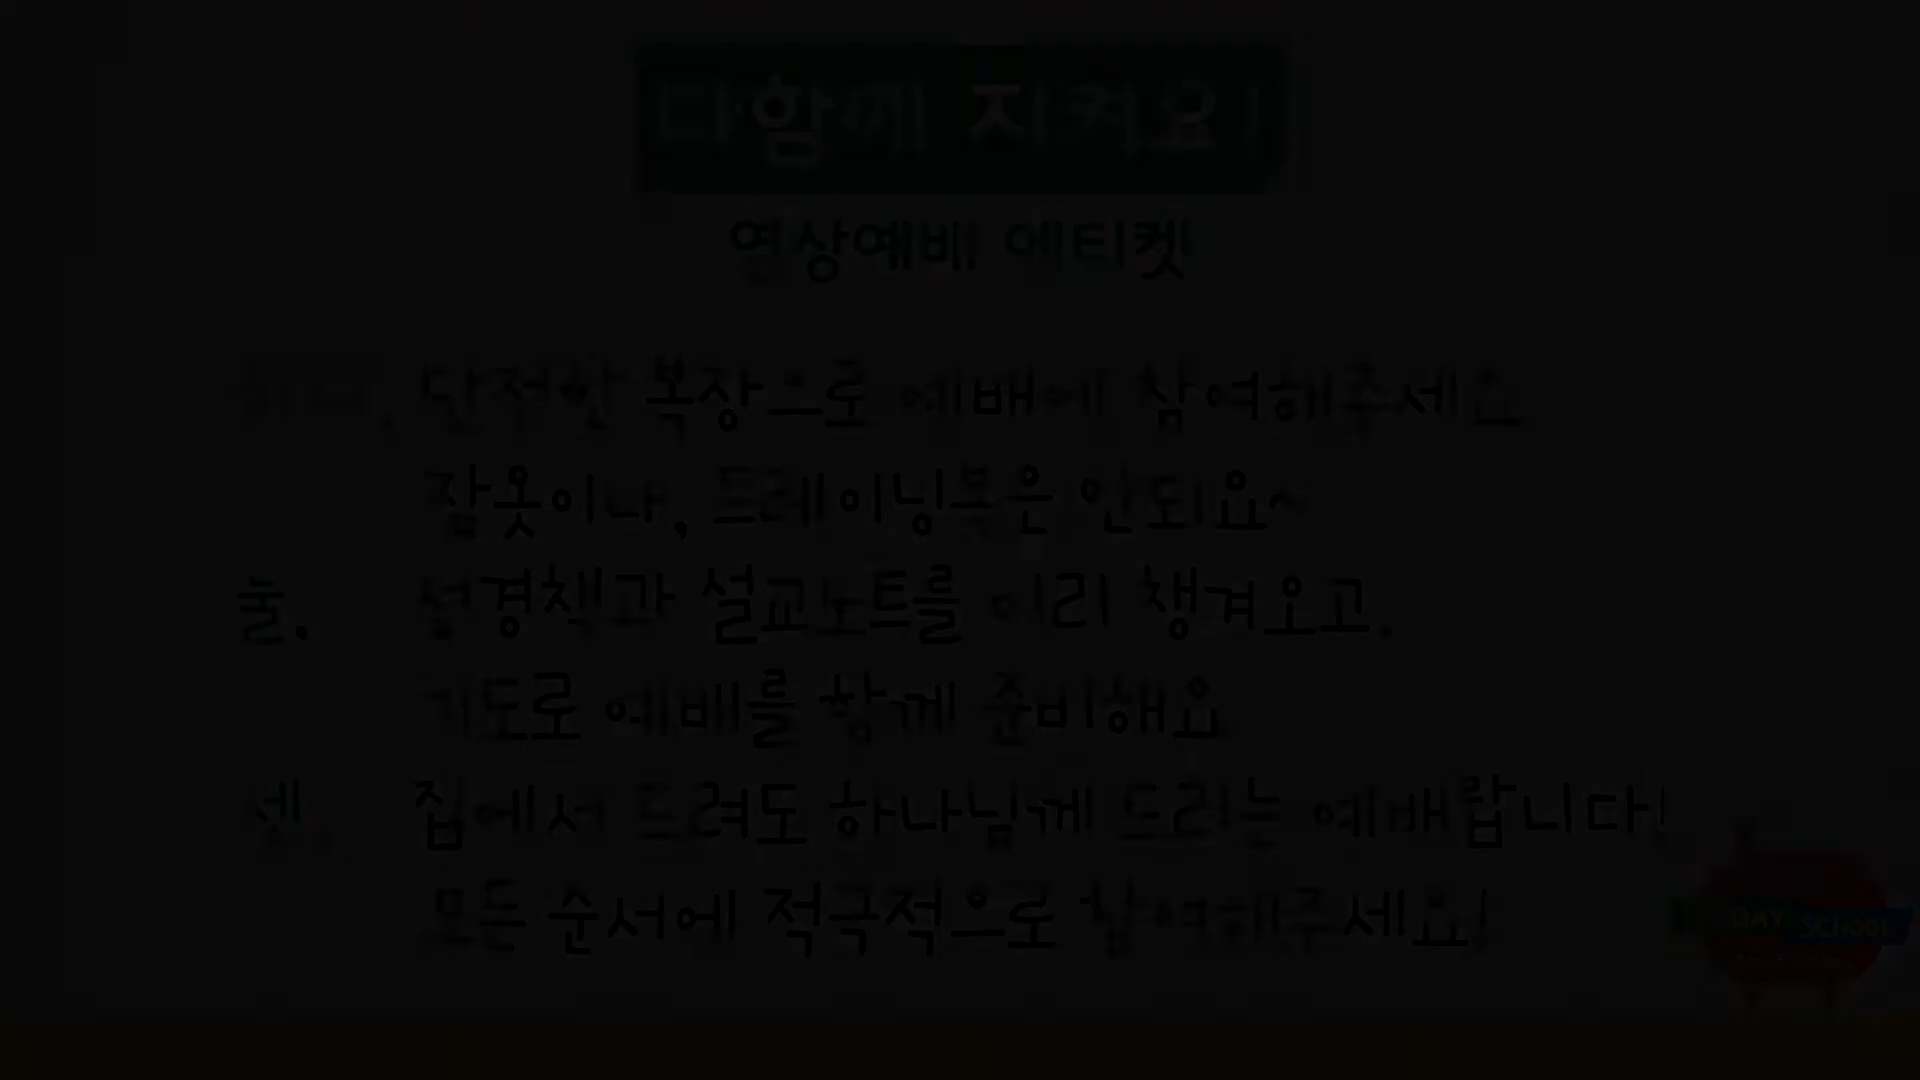 다함께 지켜요!
영상예배 에티켓
하나, 단정한 복장으로 예배에 참여해주세요
잠옷이나, 트레이닝복은 안되요~
둘. 성경책과 설교노트를 미리 챙겨오고.
기도로 예배를 함께 준비해요
셋. 집에서 드려도 하나님께 드리는 예배랍니다!
모든 순서에 적극적으로 참여해주세요!
DAY SCHOOL